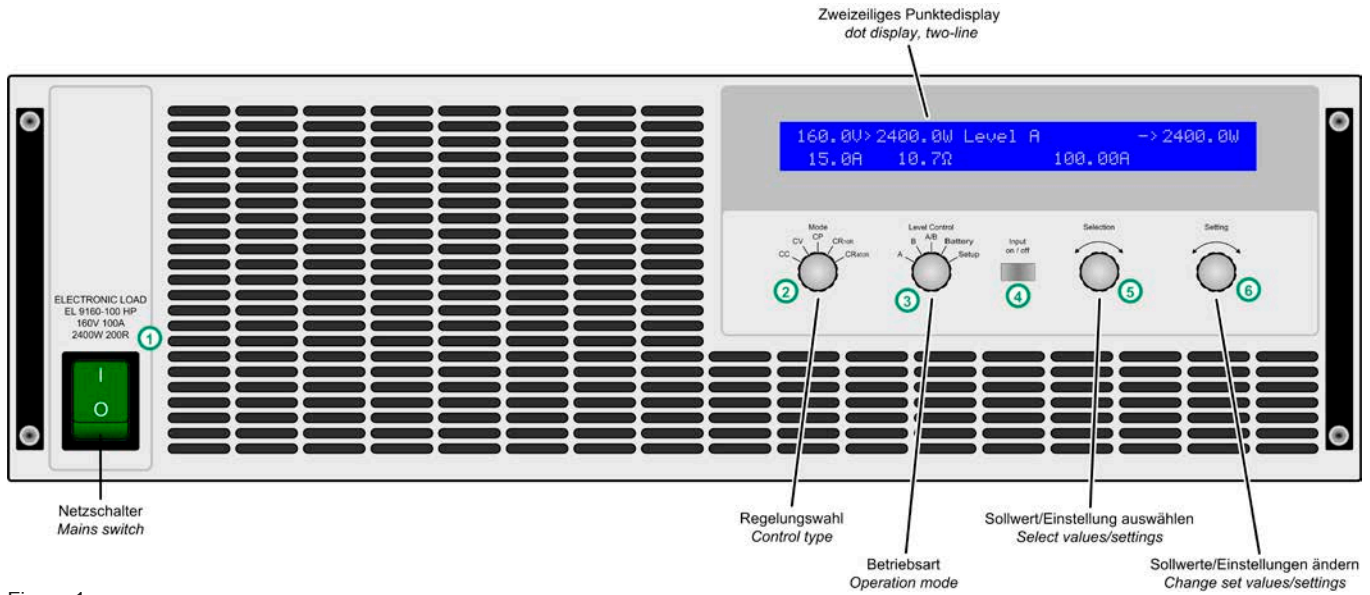 Zweizeiliges Punktedisplay
dot display, two-line
160.0V>2400.0W Level A ->2400.0W
15.0A 10.7Ω 100.00A
Mode
CC CV CP
Level Control
A B A/B Battery Setup
Input
on / off
Selection
Setting
2
3
4
5
6
ELECTRONIC LOAD
EL 9160-100 HP
160V 100A
2400W 200R
1
I
O
Netzschalter
Mains switch
Regelungswahl
Control type
Betriebsart
Operation mode
Sollwert/Einstellung auswählen
Select values/settings
Sollwerte/Einstellungen ändern
Change set values/settings